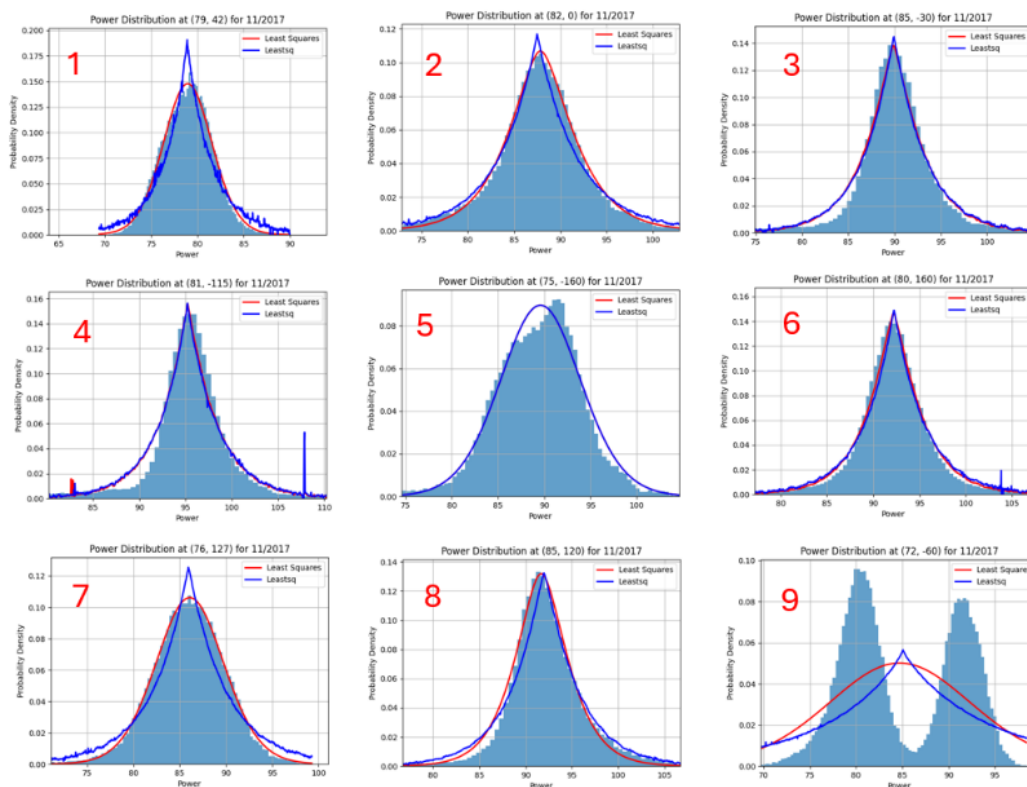 Power Distribution at (79, 42) for 11/2017
1
Least Squares
Leastsq
Probability Density
0.200
0.175
0.150
0.125
0.100
0.075
0.050
0.025
0.000
65 70 75 80 85 90
Power
Power Distribution at (82, 0) for 11/2017
2
Least Squares
Leastsq
Probability Density
0.12
0.10
0.08
0.06
0.04
0.02
0.00
75 80 85 90 95 100
Power
Power Distribution at (85, -30) for 11/2017
3
Least Squares
Leastsq
Probability Density
0.14
0.12
0.10
0.08
0.06
0.04
0.02
0.00
75 80 85 90 95 100
Power
Power Distribution at (81, -115) for 11/2017
4
Least Squares
Leastsq
Probability Density
0.16
0.14
0.12
0.10
0.08
0.06
0.04
0.02
0.00
85 90 95 100 105 110
Power
Power Distribution at (75, -160) for 11/2017
5
Least Squares
Leastsq
Probability Density
0.08
0.06
0.04
0.02
0.00
75 80 85 90 95 100
Power
Power Distribution at (80, 160) for 11/2017
6
Least Squares
Leastsq
Probability Density
0.16
0.14
0.12
0.10
0.08
0.06
0.04
0.02
0.00
80 85 90 95 100 105
Power
Power Distribution at (76, 127) for 11/2017
7
Least Squares
Leastsq
Probability Density
0.12
0.10
0.08
0.06
0.04
0.02
0.00
75 80 85 90 95 100
Power
Power Distribution at (85, 120) for 11/2017
8
Least Squares
Leastsq
Probability Density
0.14
0.12
0.10
0.08
0.06
0.04
0.02
0.00
80 85 90 95 100 105
Power
Power Distribution at (72, -60) for 11/2017
9
Least Squares
Leastsq
Probability Density
0.10
0.08
0.06
0.04
0.02
0.00
70 75 80 85 90 95
Power